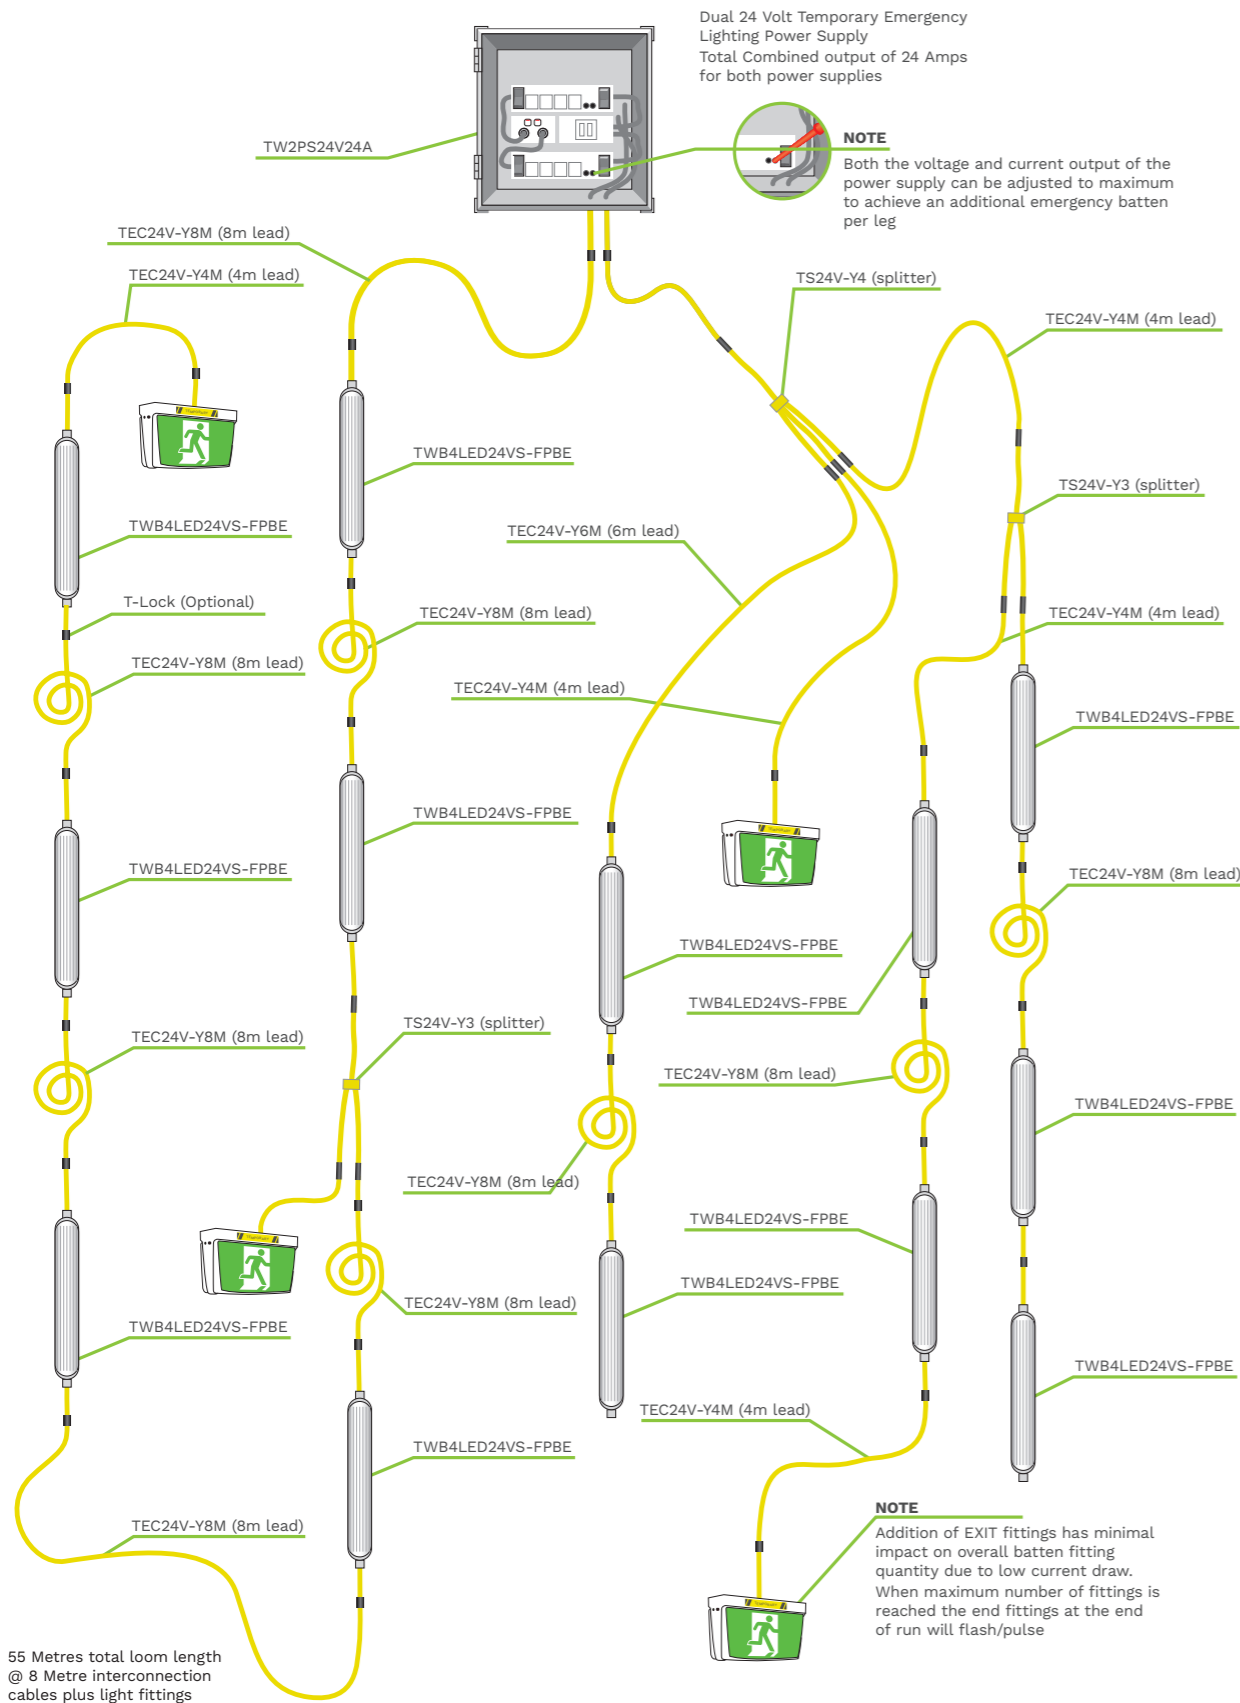 Dual 24 Volt Temporary Emergency
Lighting Power Supply
Total Combined output of 24 Amps
for both power supplies
TW2PS24V24A
NOTE
Both the voltage and current output of the
power supply can be adjusted to maximum
to achieve an additional emergency batten
per leg
TEC24V-Y8M (8m lead)
TEC24V-Y4M (4m lead)
TS24V-Y4 (splitter)
TEC24V-Y4M (4m lead)
TWB4LED24VS-FPBE
TS24V-Y3 (splitter)
TWB4LED24VS-FPBE
TEC24V-Y6M (6m lead)
T-Lock (Optional)
TEC24V-Y8M (8m lead)
TEC24V-Y4M (4m lead)
TEC24V-Y8M (8m lead)
TEC24V-Y4M (4m lead)
TWB4LED24VS-FPBE
TWB4LED24VS-FPBE
TWB4LED24VS-FPBE
TEC24V-Y8M (8m lead)
TWB4LED24VS-FPBE
TWB4LED24VS-FPBE
TEC24V-Y8M (8m lead)
TS24V-Y3 (splitter)
TEC24V-Y8M (8m lead)
TWB4LED24VS-FPBE
TEC24V-Y8M (8m lead)
TWB4LED24VS-FPBE
TWB4LED24VS-FPBE
TEC24V-Y8M (8m lead)
TWB4LED24VS-FPBE
TWB4LED24VS-FPBE
TEC24V-Y4M (4m lead)
TWB4LED24VS-FPBE
TEC24V-Y8M (8m lead)
NOTE
Addition of EXIT fittings has minimal
impact on overall batten fitting
quantity due to low current draw.
When maximum number of fittings is
reached the end fittings at the end
of run will flash/pulse
55 Metres total loom length
@ 8 Metre interconnection
cables plus light fittings